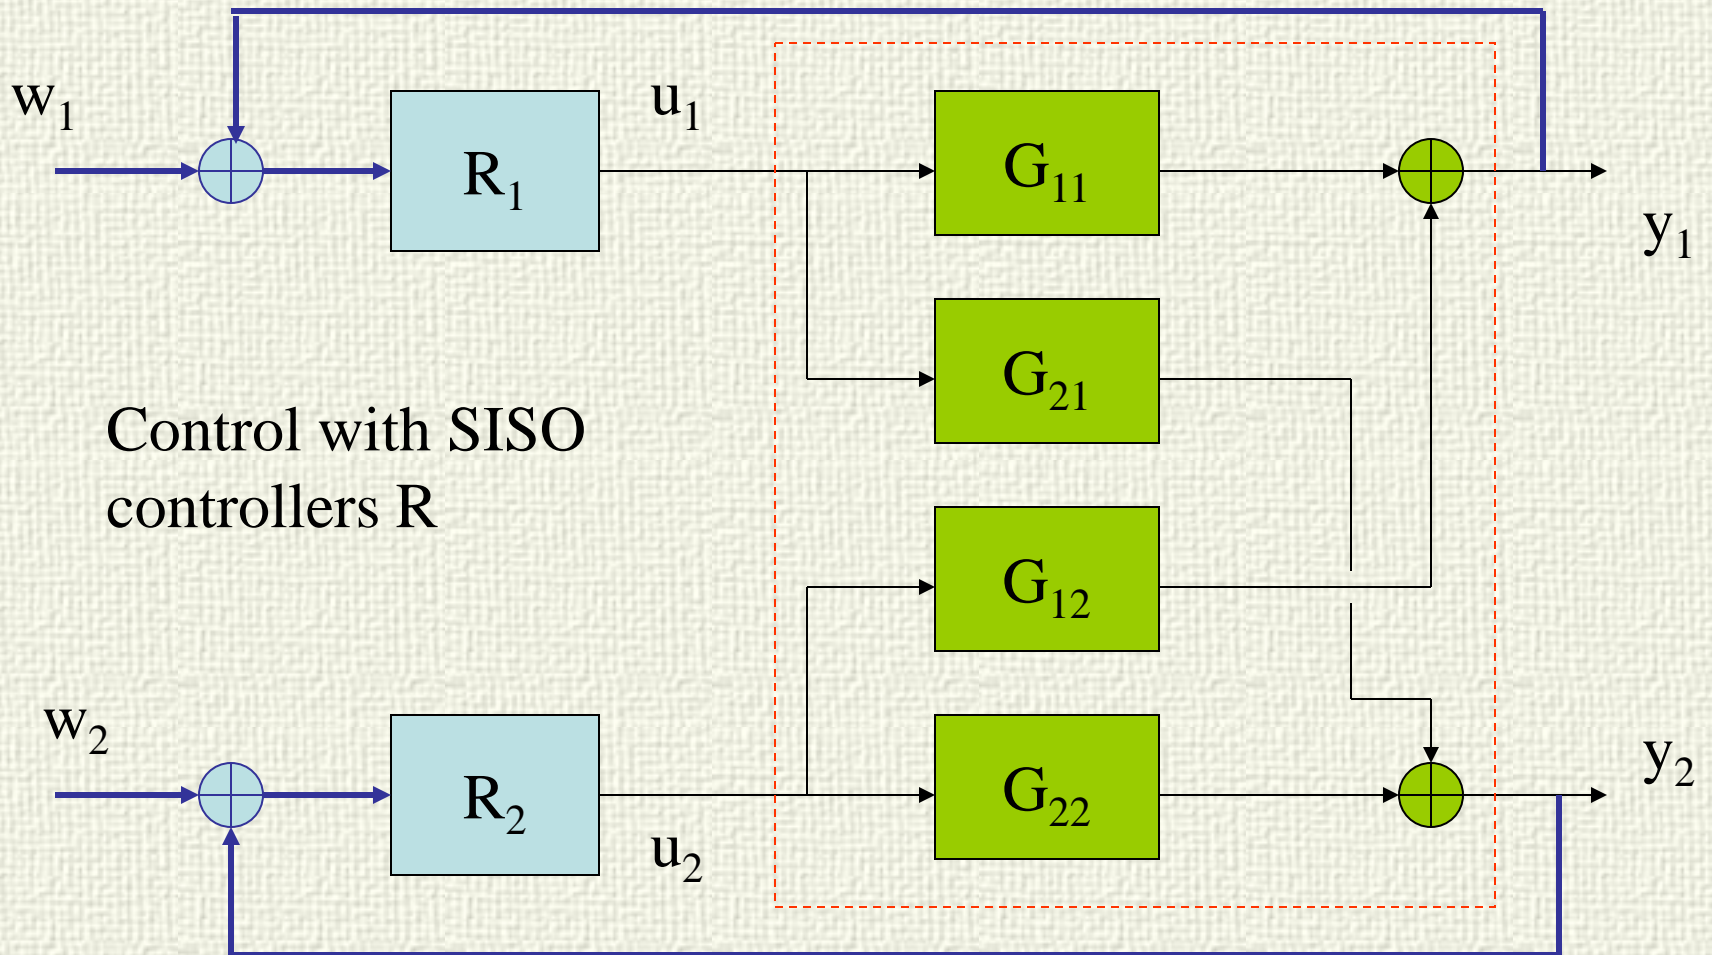 w₁
u₁
R₁
G₁₁
y₁
G₂₁
Control with SISO
controllers R
G₁₂
w₂
R₂
G₂₂
y₂
u₂